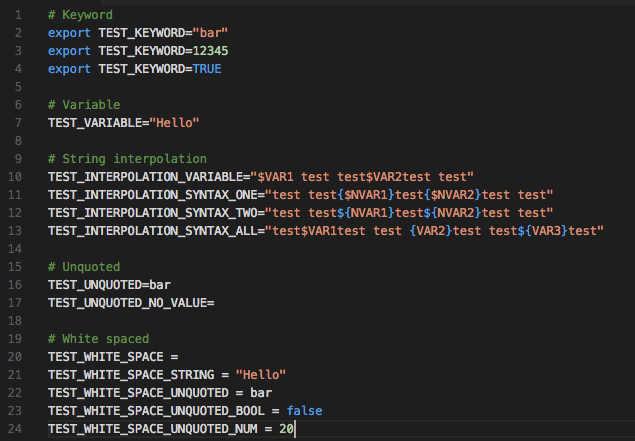 1 # Keyword
2 export TEST_KEYWORD="bar"
3 export TEST_KEYWORD=12345
4 export TEST_KEYWORD=TRUE
5
6 # Variable
7 TEST_VARIABLE="Hello"
8
9 # String interpolation
10 TEST_INTERPOLATION_VARIABLE="$VAR1 test test$VAR2test test"
11 TEST_INTERPOLATION_SYNTAX_ONE="test test{$NVAR1}test{$NVAR2}test test"
12 TEST_INTERPOLATION_SYNTAX_TWO="test test${NVAR1}test${NVAR2}test test"
13 TEST_INTERPOLATION_SYNTAX_ALL="test$VAR1test test {VAR2}test test${VAR3}test"
14
15 # Unquoted
16 TEST_UNQUOTED=bar
17 TEST_UNQUOTED_NO_VALUE=
18
19 # White spaced
20 TEST_WHITE_SPACE =
21 TEST_WHITE_SPACE_STRING = "Hello"
22 TEST_WHITE_SPACE_UNQUOTED = bar
23 TEST_WHITE_SPACE_UNQUOTED_BOOL = false
24 TEST_WHITE_SPACE_UNQUOTED_NUM = 20